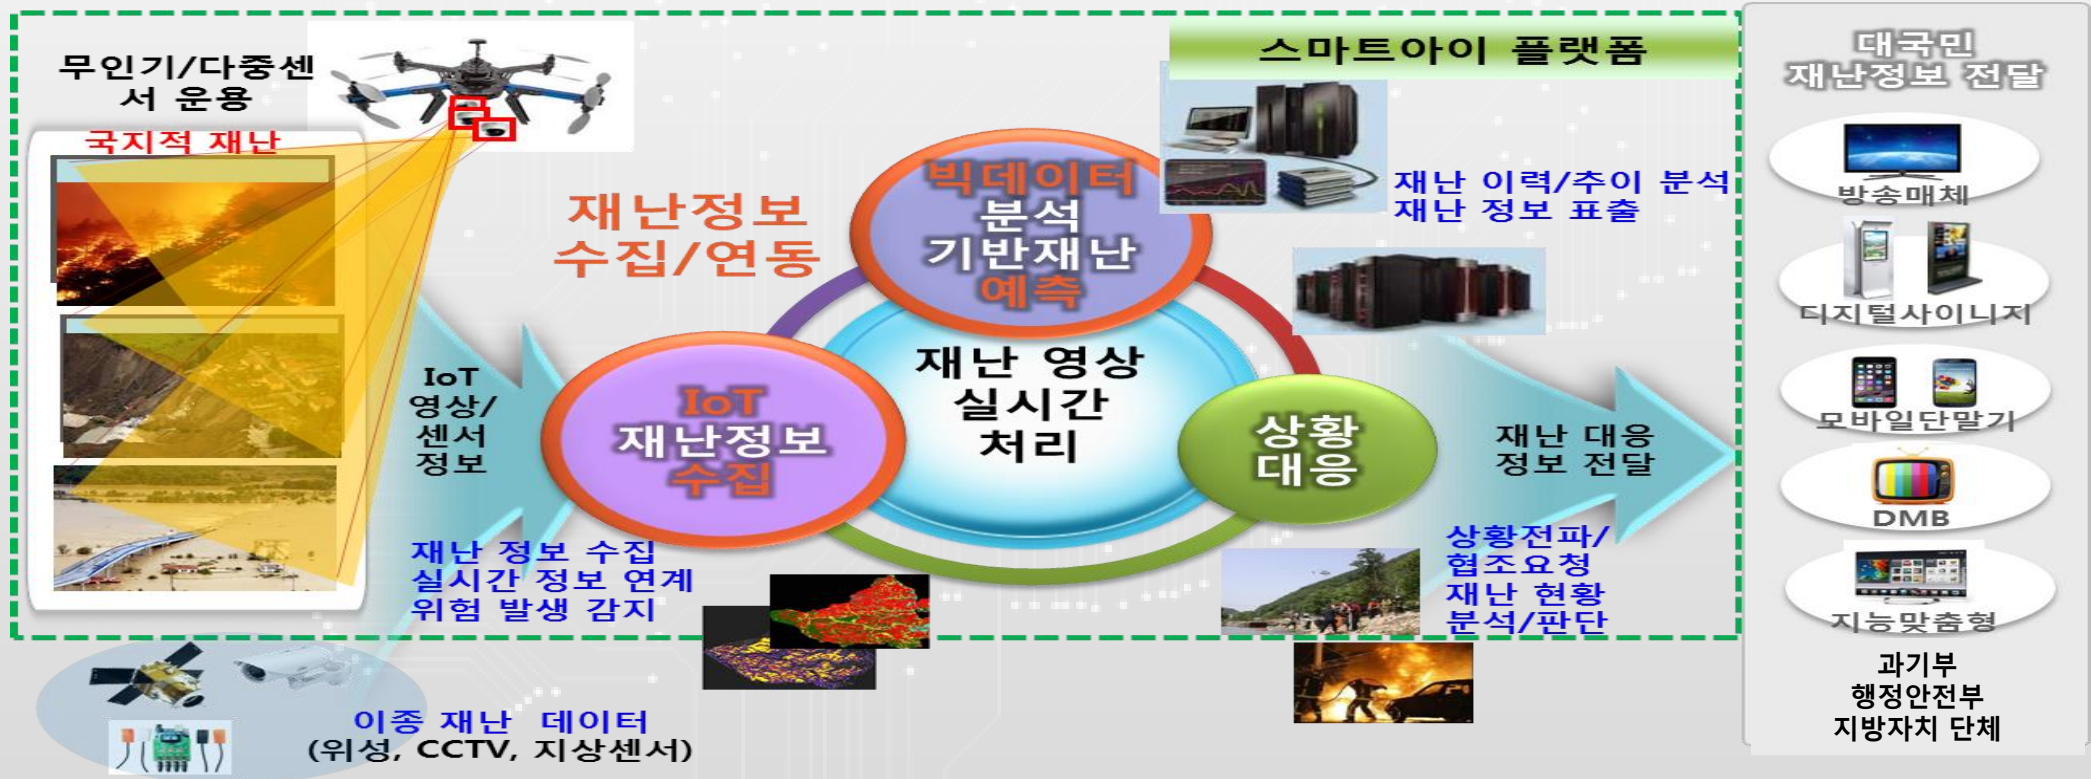 무인기/다중센
서 운용
국지적 재난
스마트아이 플랫폼
재난정보
수집/연동
빅데이터
분석
기반재난
예측
재난 이력/추이 분석
재난 정보 표출
IoT
영상/
센서
정보
IoT
재난정보
수집
재난 영상
실시간
처리
상황
대응
재난 대응
정보 전달
재난 정보 수집
실시간 정보 연계
위험 발생 감지
상황전파/
협조요청
재난 현황
분석/판단
이종 재난 데이터
(위성, CCTV, 지상센서)
대국민
재난정보 전달
방송매체
디지털사이니지
모바일단말기
DMB
지능맞춤형
과기부
행정안전부
지방자치 단체